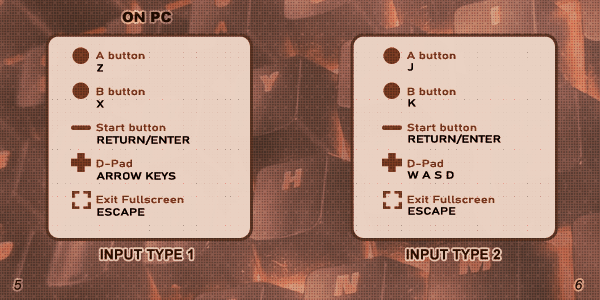 ON PC
A button
Z
B button
X
Start button
RETURN/ENTER
D-Pad
ARROW KEYS
Exit Fullscreen
ESCAPE
INPUT TYPE 1
5
A button
J
B button
K
Start button
RETURN/ENTER
D-Pad
W A S D
Exit Fullscreen
ESCAPE
INPUT TYPE 2
6
Y
H
N
M